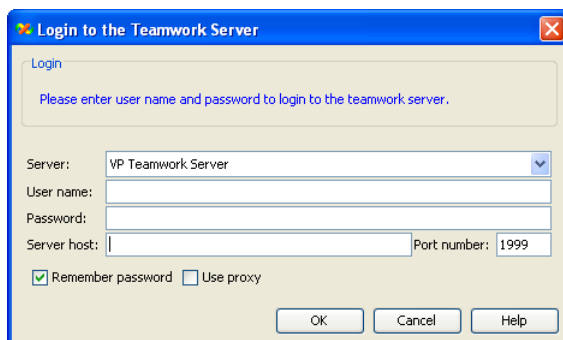 Login to the Teamwork Server
Login
Please enter user name and password to login to the teamwork server.
Server: VP Teamwork Server
User name:
Password:
Server host: Port number: 1999
Remember password Use proxy
OK Cancel Help